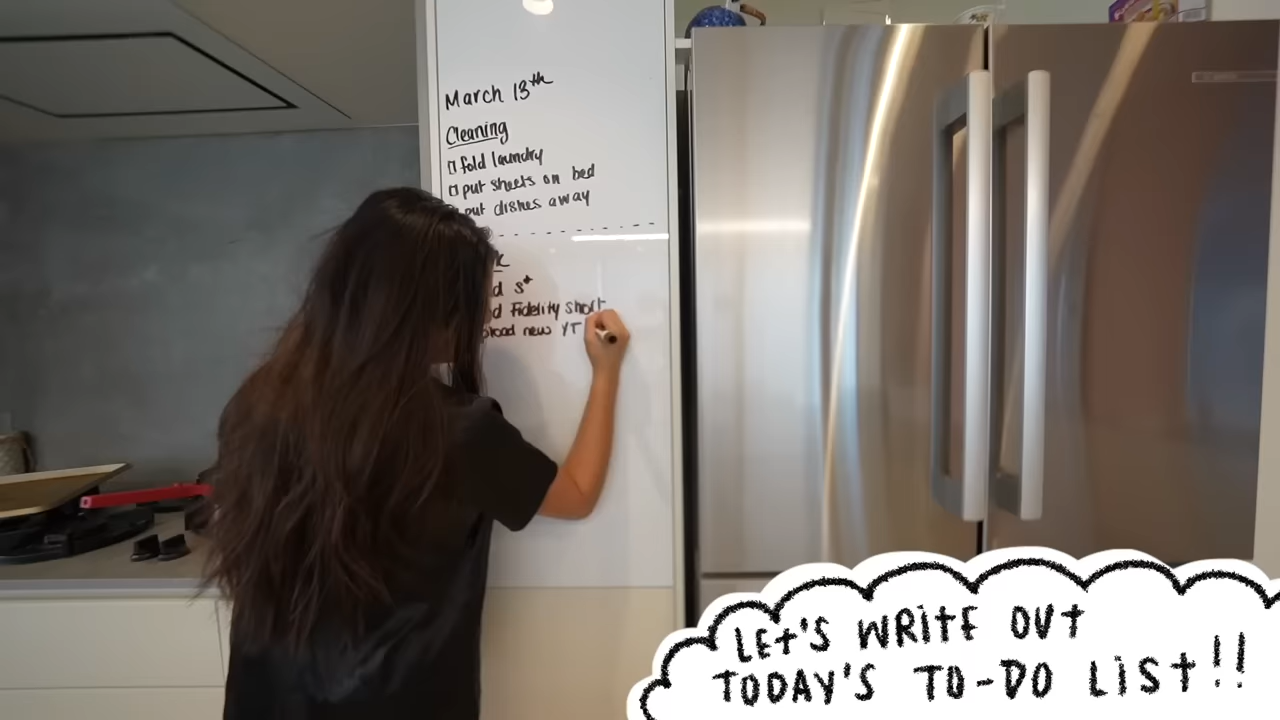 March 13th
Cleaning
fold laundry
put sheets on bed
put dishes away
d s*
d Fidelity short
new YT
LET'S WRITE OUT
TODAY'S TO-DO LIST!!